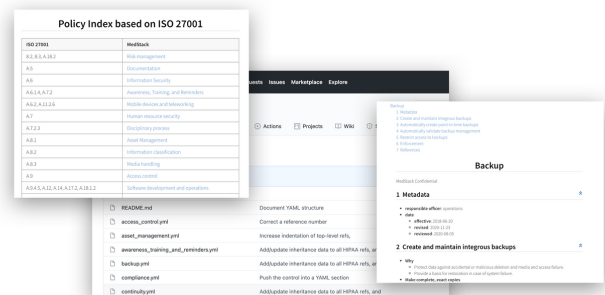 Policy Index based on ISO 27001
ISO 27001 MedStack
8.2, 8.3, A.18.2 Risk management
A.5 Documentation
A.6 Information Security
A.6.1.4, A.7.2 Awareness, Training, and Reminders
A.6.2, A.11.2.6 Mobile devices and teleworking
A.7 Human resource security
A.7.2.3 Disciplinary process
A.8.1 Asset Management
A.8.2 Information classification
A.8.3 Media handling
A.9 Access control
A.9.4.5, A.12, A.14, A.17.2, A.18.1.2 Software development and operations
uests Issues Marketplace Explore
Actions Projects Wiki
README.md Document YAML structure
access_control.yml Correct a reference number
asset_management.yml Increase indentation of top-level refs,
awareness_training_and_reminders.yml Add/update inheritance data to all HIPAA refs, an
backup.yml Add/update inheritance data to all HIPAA refs, and
compliance.yml Push the control into a YAML section
continuity.yml Add/update inheritance data to all HIPAA refs, and
Backup
1 Metadata
2 Create and maintain integrous backups
3 Automatically create point-in-time backups
4 Automatically validate backup management
5 Restore systems backups
6 Enforcement
7 References
Backup
MedStack Confidential
1 Metadata
responsible officer: operations
date
effective: 2018-06-20
revised: 2020-11-23
reviewed: 2020-08-05
2 Create and maintain integrous backups
Why
Protect data against accidental or malicious deletion and media and access failure.
Provide a basis for restoration in case of system failure.
Make complete, exact copies